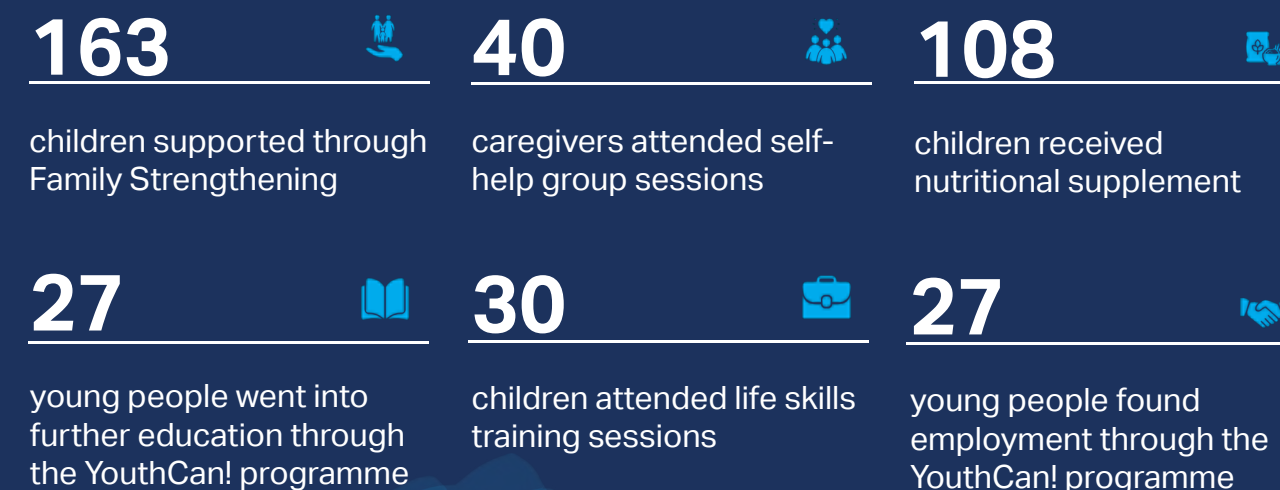 163
children supported through
Family Strengthening
40
caregivers attended self-
help group sessions
108
children received
nutritional supplement
27
young people went into
further education through
the YouthCan! programme
30
children attended life skills
training sessions
27
young people found
employment through the
YouthCan! programme